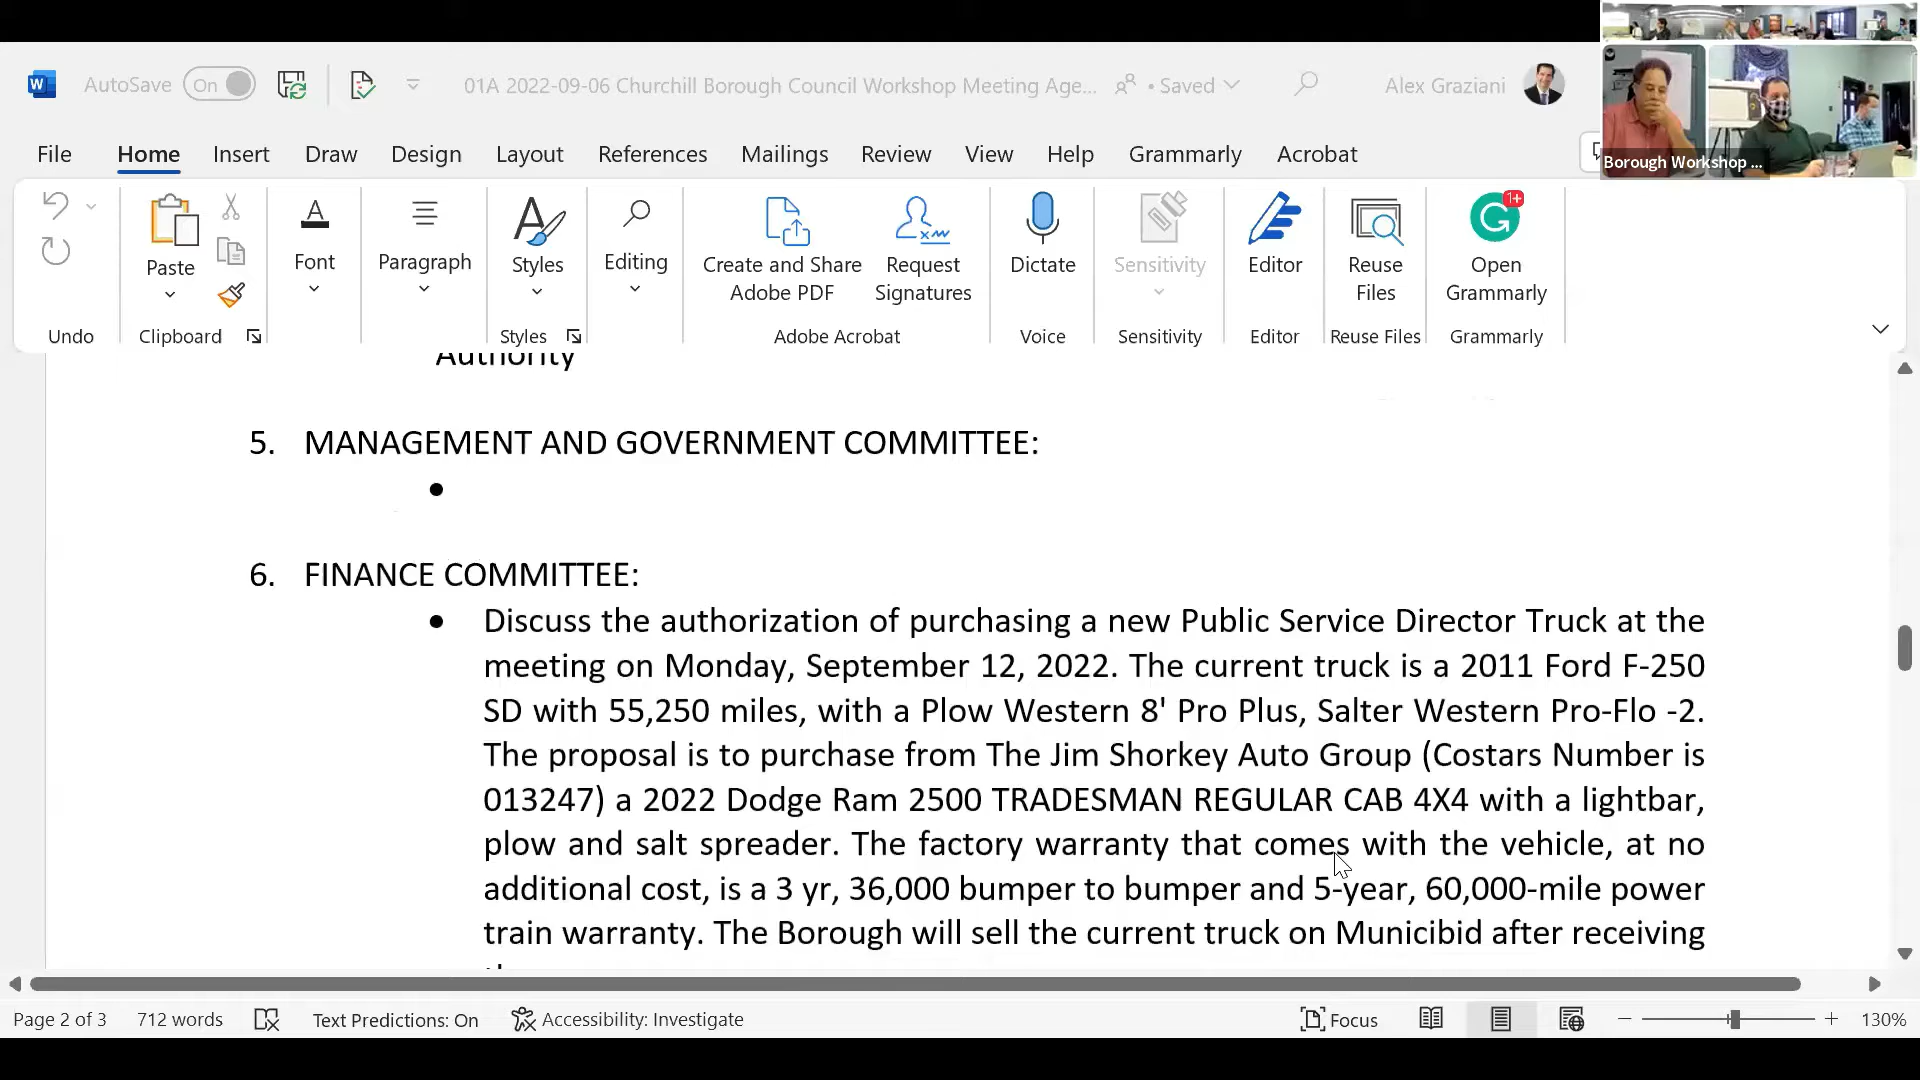 AutoSave On 01A 2022-09-06 Churchill Borough Council Workshop Meeting Age... • Saved Alex Graziani
File Home Insert Draw Design Layout References Mailings Review View Help Grammarly Acrobat
Borough Workshop ...
Paste Font Paragraph Styles Editing Create and Share Adobe PDF Request Signatures Dictate Sensitivity Editor Reuse Files 1+ Open Grammarly
Undo Clipboard Styles Adobe Acrobat Voice Sensitivity Editor Reuse Files Grammarly
Authority
5. MANAGEMENT AND GOVERNMENT COMMITTEE:
•
6. FINANCE COMMITTEE:
• Discuss the authorization of purchasing a new Public Service Director Truck at the
meeting on Monday, September 12, 2022. The current truck is a 2011 Ford F-250
SD with 55,250 miles, with a Plow Western 8' Pro Plus, Salter Western Pro-Flo -2.
The proposal is to purchase from The Jim Shorkey Auto Group (Costars Number is
013247) a 2022 Dodge Ram 2500 TRADESMAN REGULAR CAB 4X4 with a lightbar,
plow and salt spreader. The factory warranty that comes with the vehicle, at no
additional cost, is a 3 yr, 36,000 bumper to bumper and 5-year, 60,000-mile power
train warranty. The Borough will sell the current truck on Municibid after receiving
Page 2 of 3 712 words Text Predictions: On Accessibility: Investigate Focus 130%